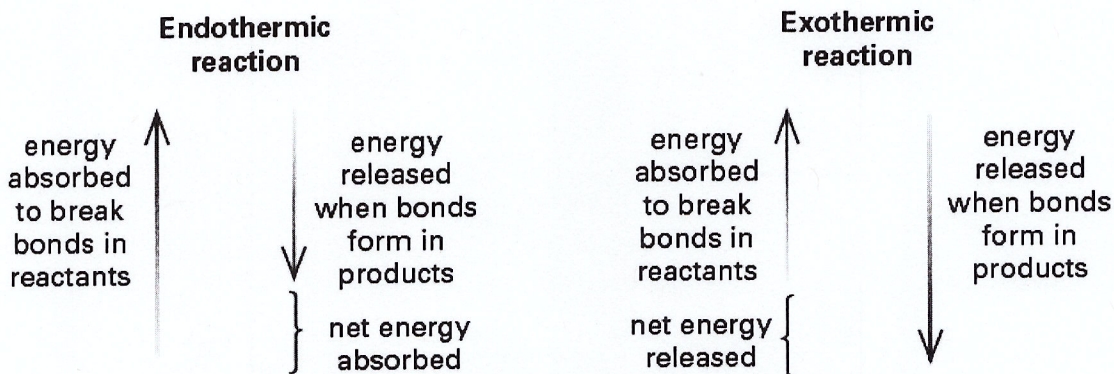 Endothermic
reaction
energy
absorbed
to break
bonds in
reactants
energy
released
when bonds
form in
products
net energy
absorbed
Exothermic
reaction
energy
absorbed
to break
bonds in
reactants
net energy
released
energy
released
when bonds
form in
products